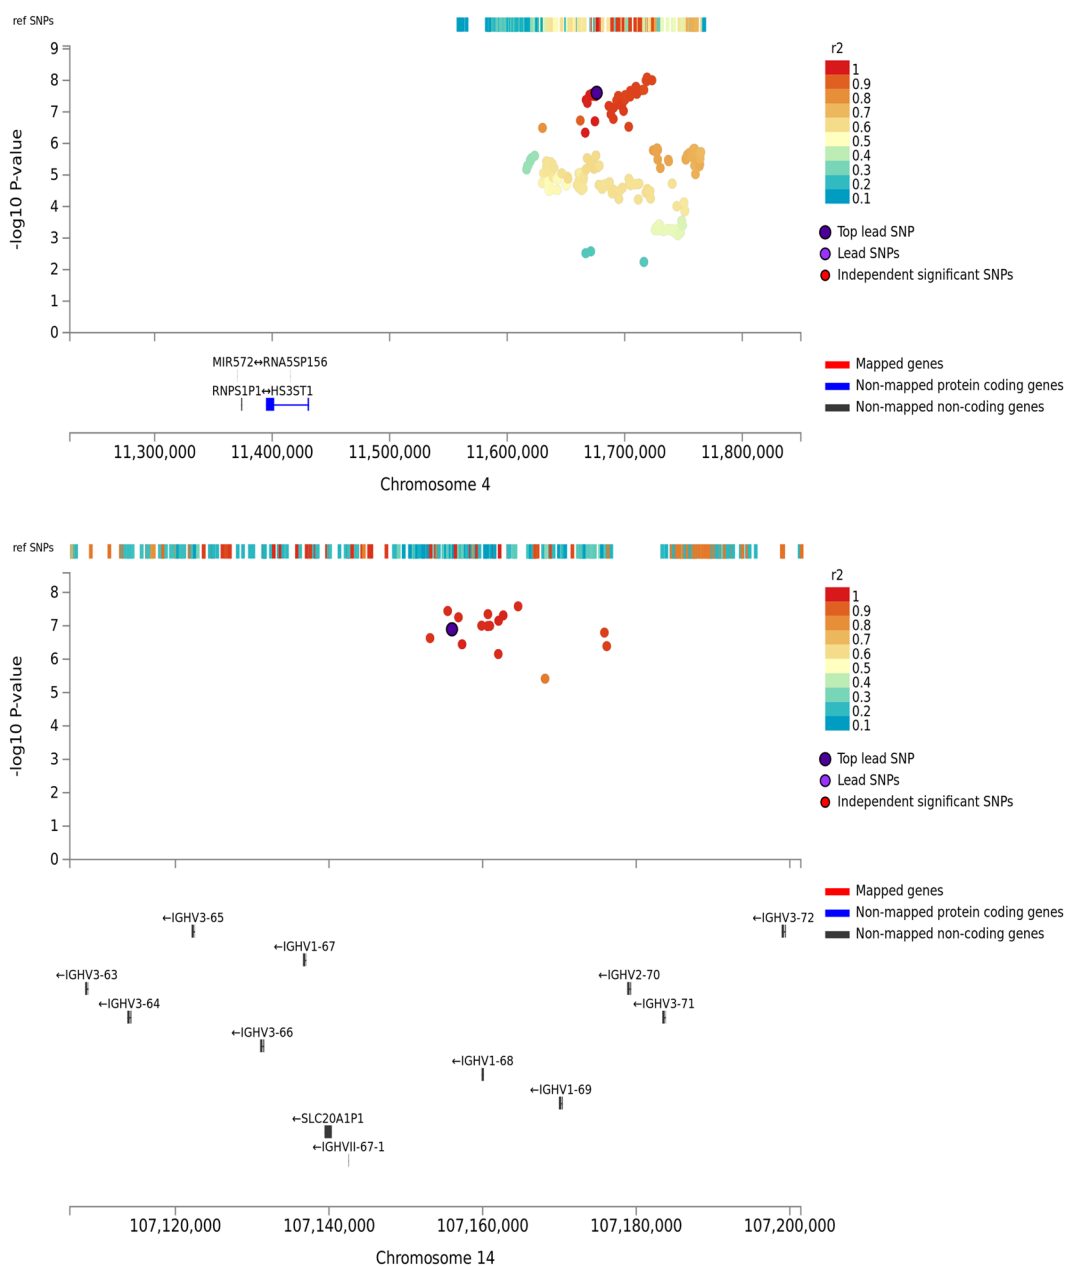 ref SNPs
r2
9
8
7
6
5
4
3
2
1
0
-log10 P-value
1
0.9
0.8
0.7
0.6
0.5
0.4
0.3
0.2
0.1
Top lead SNP
Lead SNPs
Independent significant SNPs
MIR572↔RNA5SP156
RNPS1P1↔HS3ST1
Mapped genes
Non-mapped protein coding genes
Non-mapped non-coding genes
11,300,000 11,400,000 11,500,000 11,600,000 11,700,000 11,800,000
Chromosome 4
ref SNPs
r2
8
7
6
5
4
3
2
1
0
-log10 P-value
1
0.9
0.8
0.7
0.6
0.5
0.4
0.3
0.2
0.1
Top lead SNP
Lead SNPs
Independent significant SNPs
Mapped genes
Non-mapped protein coding genes
Non-mapped non-coding genes
←IGHV3-65 ←IGHV3-72
←IGHV1-67
←IGHV3-63 ←IGHV2-70
←IGHV3-64 ←IGHV3-71
←IGHV3-66
←IGHV1-68
←IGHV1-69
←SLC20A1P1
←IGHVII-67-1
107,120,000 107,140,000 107,160,000 107,180,000 107,200,000
Chromosome 14